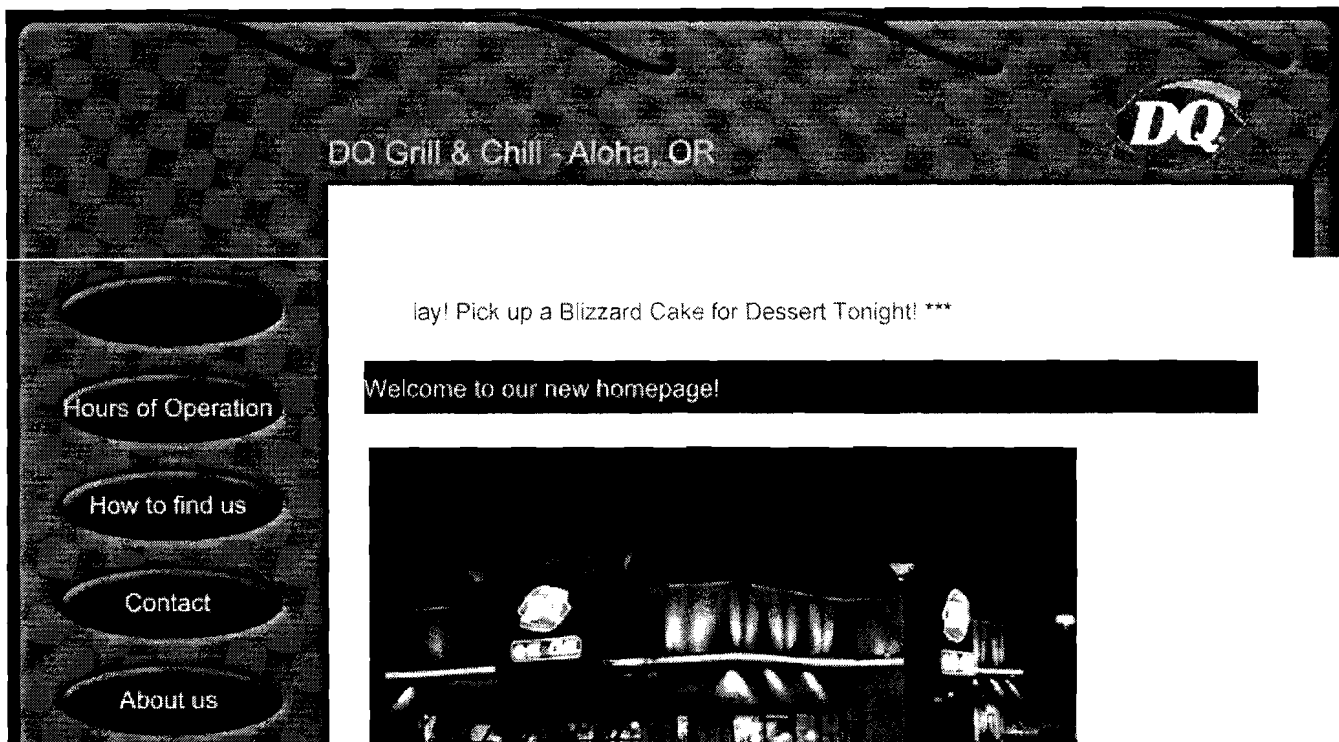 DQ
DQ Grill & Chill - Aloha, OR
lay! Pick up a Blizzard Cake for Dessert Tonight! ***
Welcome to our new homepage!
Hours of Operation
How to find us
Contact
About us